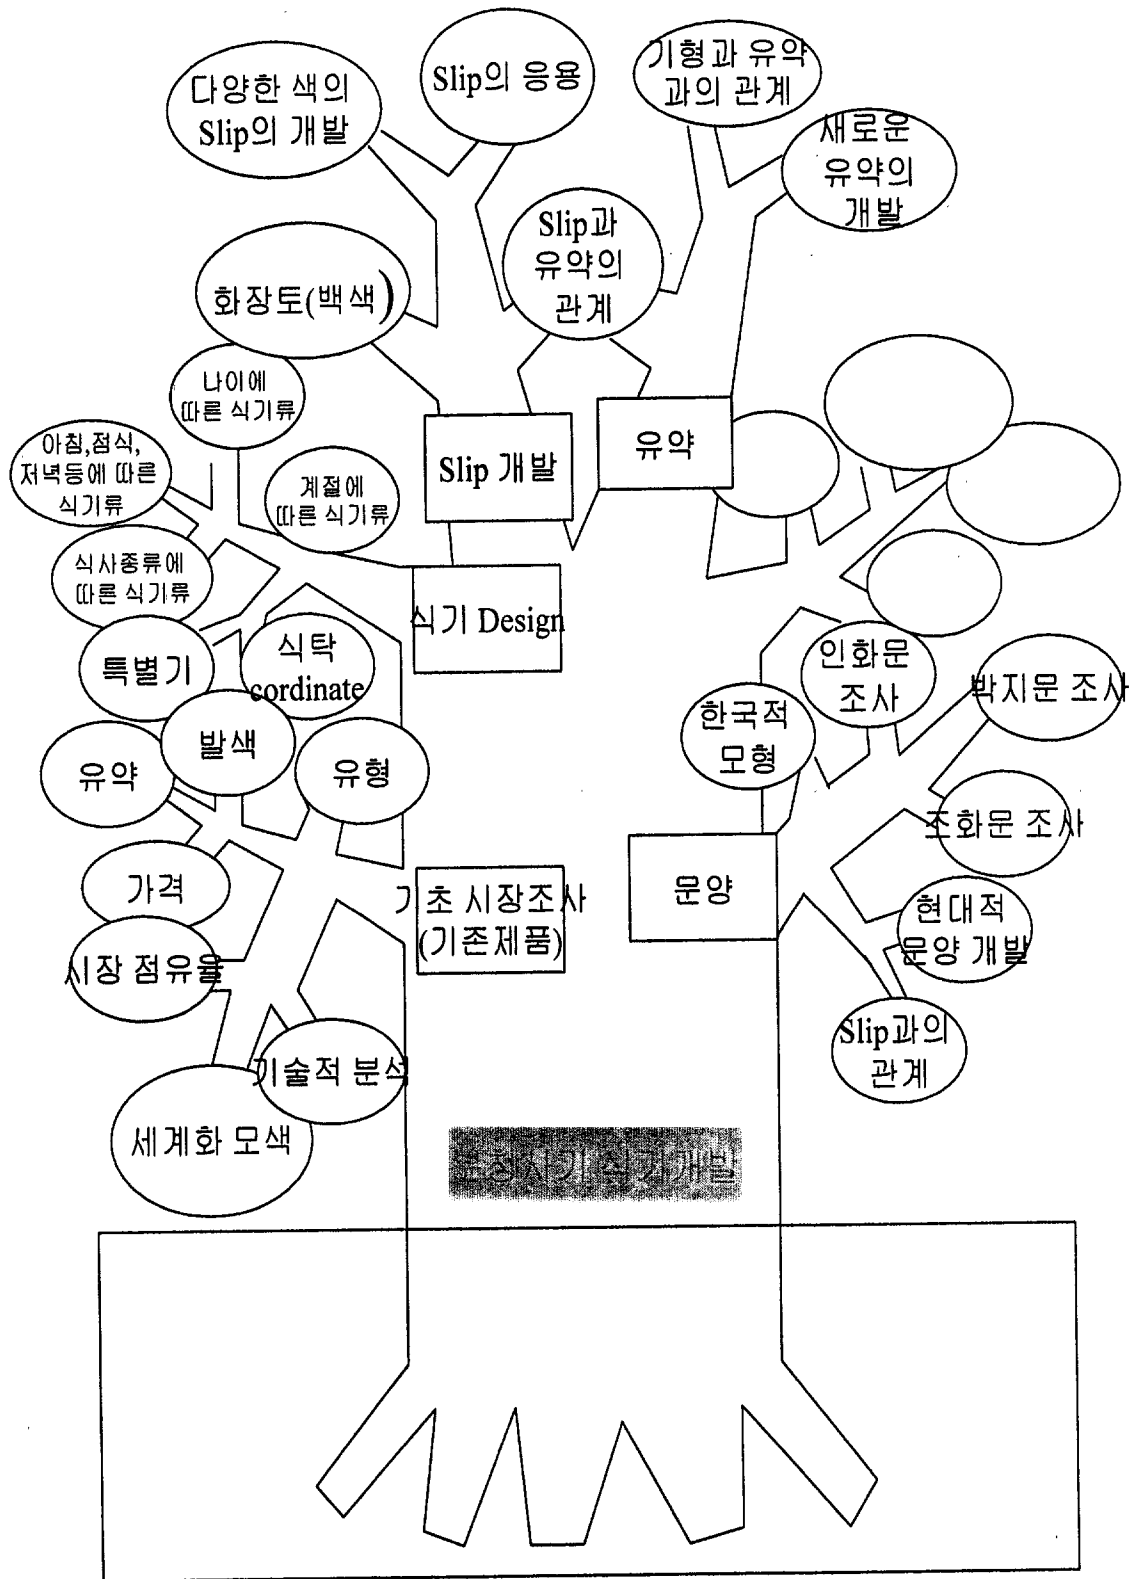 다양한 색의
Slip의 개발
Slip의 응용
기형과 유약
과의 관계
새로운
유약의
개발
Slip과
유약의
관계
화장토(백색)
나이에
따른 식기류
Slip 개발
유약
아침,점식,
저녁등에 따른
식기류
계절에
따른 식기류
식사종류에
따른 식기류
식기 Design
특별기
식탁
cordinate
인화문
조사
박지문 조사
한국적
모형
발색
유약
유형
조화문 조사
가격
기초 시장조사
(기존제품)
문양
현대적
문양 개발
시장 점유율
Slip과의
관계
기술적 분석
세계화 모색
분청사기 식기개발